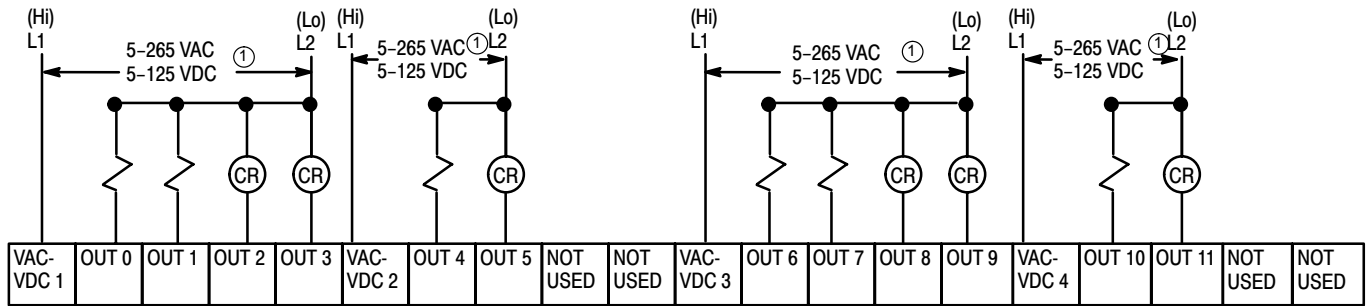 (Hi) (Lo) (Hi) (Lo) (Hi) (Lo) (Hi) (Lo)
L1 L2 L1 L2 L1 L2 L1 L2
5–265 VAC ① 5–265 VAC ① 5–265 VAC ① 5–265 VAC ①
5–125 VDC 5–125 VDC 5–125 VDC 5–125 VDC
CR CR CR CR CR CR
VAC- OUT 0 OUT 1 OUT 2 OUT 3 VAC- OUT 4 OUT 5 NOT NOT VAC- OUT 6 OUT 7 OUT 8 OUT 9 VAC- OUT 10 OUT 11 NOT NOT
VDC 1 VDC 2 USED USED VDC 3 VDC 4 USED USED